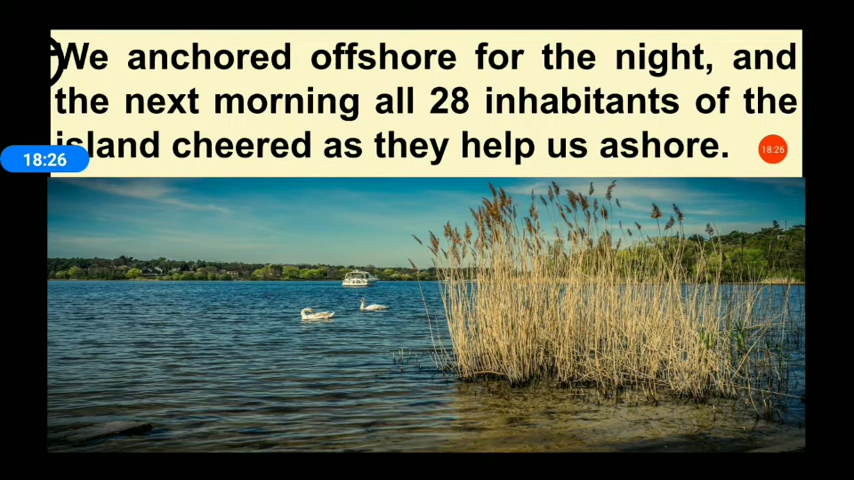 We anchored offshore for the night, and
the next morning all 28 inhabitants of the
island cheered as they help us ashore.
18:26
18:26